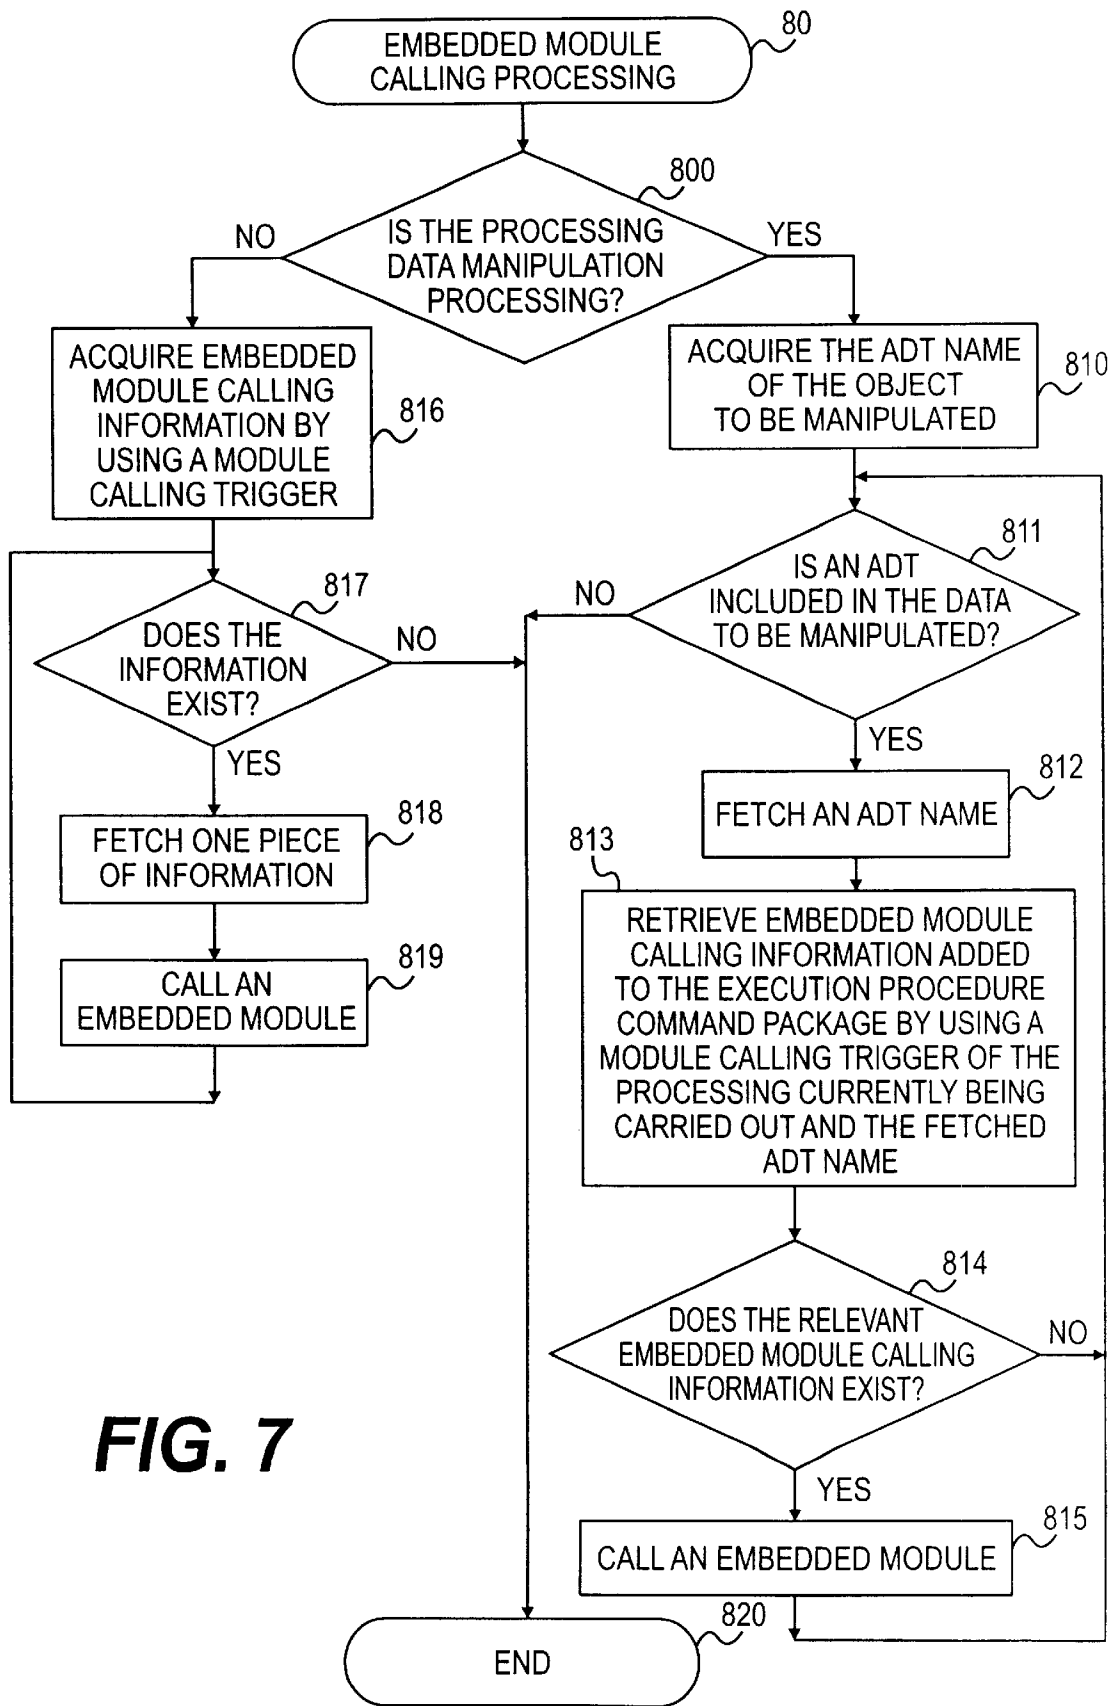 EMBEDDED MODULE
CALLING PROCESSING
80
800
IS THE PROCESSING
DATA MANIPULATION
PROCESSING?
NO
YES
ACQUIRE EMBEDDED
MODULE CALLING
INFORMATION BY
USING A MODULE
CALLING TRIGGER
816
ACQUIRE THE ADT NAME
OF THE OBJECT
TO BE MANIPULATED
810
817
DOES THE
INFORMATION
EXIST?
NO
YES
811
IS AN ADT
INCLUDED IN THE DATA
TO BE MANIPULATED?
NO
YES
FETCH ONE PIECE
OF INFORMATION
818
CALL AN
EMBEDDED MODULE
819
FETCH AN ADT NAME
812
813
RETRIEVE EMBEDDED MODULE
CALLING INFORMATION ADDED
TO THE EXECUTION PROCEDURE
COMMAND PACKAGE BY USING A
MODULE CALLING TRIGGER OF THE
PROCESSING CURRENTLY BEING
CARRIED OUT AND THE FETCHED
ADT NAME
814
DOES THE RELEVANT
EMBEDDED MODULE CALLING
INFORMATION EXIST?
NO
YES
CALL AN EMBEDDED MODULE
815
END
820
FIG. 7